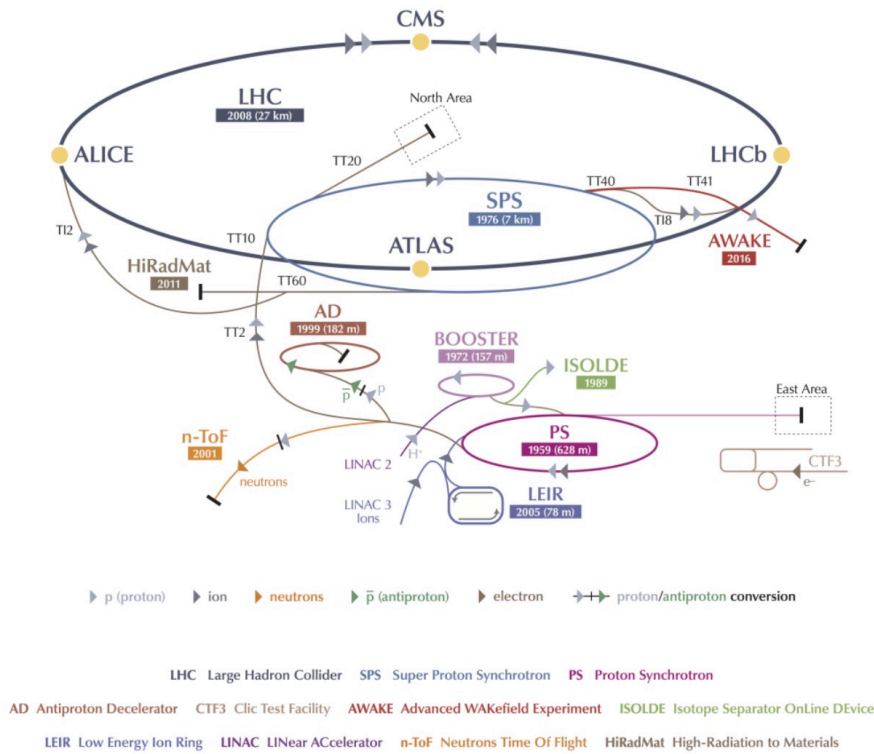 CMS
LHC
2008 (27 km)
North Area
ALICE
TT20
LHCb
TT40
TT41
SPS
1976 (7 km)
TI8
TI2
TT10
ATLAS
AWAKE
2016
HiRadMat
2011
TT60
AD
1999 (182 m)
TT2
BOOSTER
1972 (157 m)
ISOLDE
1989
p
p̅
East Area
n-ToF
2001
LINAC 2
H⁺
PS
1959 (628 m)
CTF3
neutrons
e-
LINAC 3
Ions
LEIR
2005 (78 m)
p (proton) ion neutrons p̅ (antiproton) electron proton/antiproton conversion
LHC Large Hadron Collider SPS Super Proton Synchrotron PS Proton Synchrotron
AD Antiproton Decelerator CTF3 Clic Test Facility AWAKE Advanced WAKefield Experiment ISOLDE Isotope Separator OnLine DEvice
LEIR Low Energy Ion Ring LINAC LINear ACcelerator n-ToF Neutrons Time Of Flight HiRadMat High-Radiation to Materials